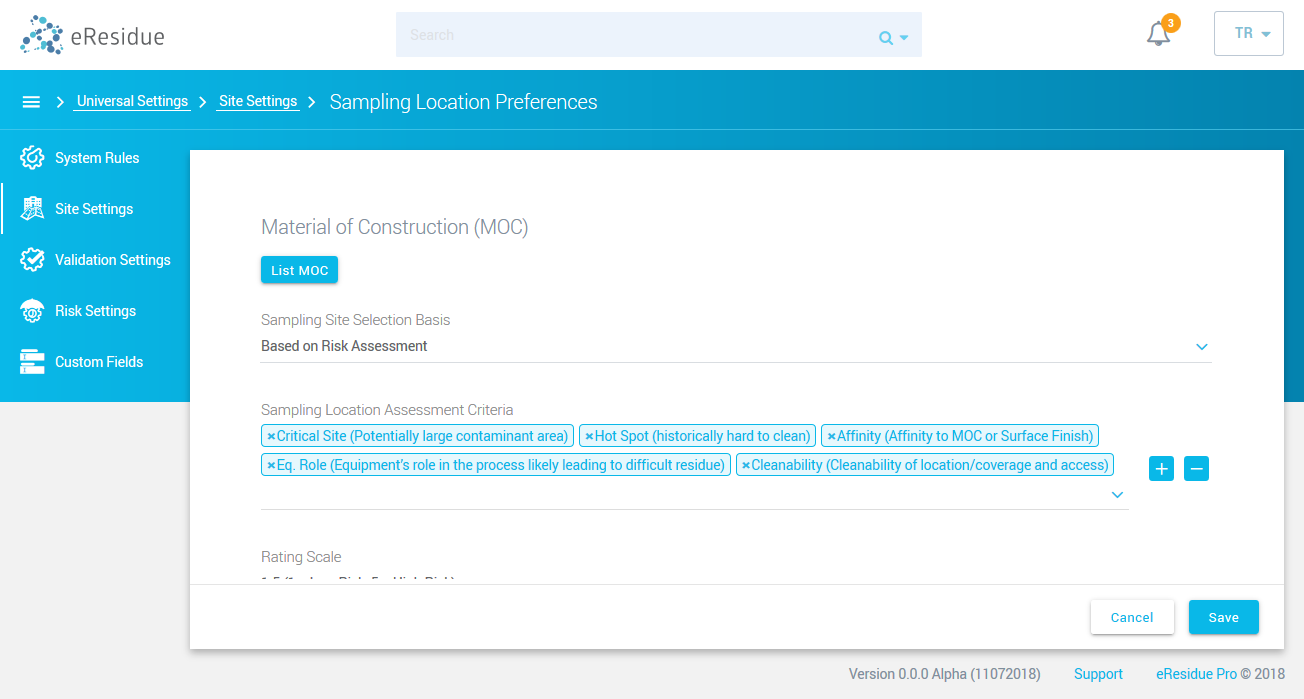 eResidue
Search
3
TR
Universal Settings
Site Settings
Sampling Location Preferences
System Rules
Site Settings
Validation Settings
Risk Settings
Custom Fields
Material of Construction (MOC)
List MOC
Sampling Site Selection Basis
Based on Risk Assessment
Sampling Location Assessment Criteria
×Critical Site (Potentially large contaminant area) ×Hot Spot (historically hard to clean) ×Affinity (Affinity to MOC or Surface Finish)
×Eq. Role (Equipment's role in the process likely leading to difficult residue) ×Cleanability (Cleanability of location/coverage and access)
Rating Scale
Cancel
Save
Version 0.0.0 Alpha (11072018)
Support
eResidue Pro © 2018